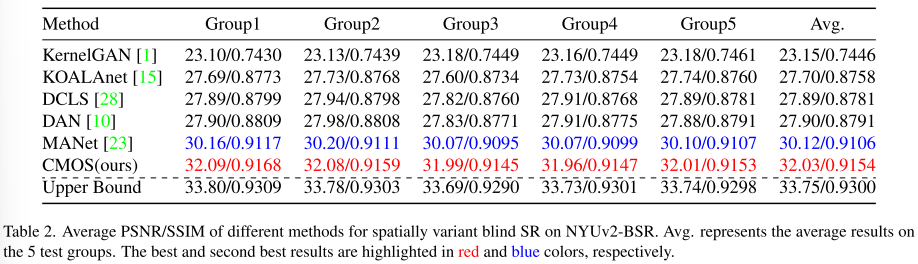 Method Group1 Group2 Group3 Group4 Group5 Avg.
KernelGAN [1] 23.10/0.7430 23.13/0.7439 23.18/0.7449 23.16/0.7449 23.18/0.7461 23.15/0.7446
KOALAnet [15] 27.69/0.8773 27.73/0.8768 27.60/0.8734 27.73/0.8754 27.74/0.8760 27.70/0.8758
DCLS [28] 27.89/0.8799 27.94/0.8798 27.82/0.8760 27.91/0.8768 27.89/0.8781 27.89/0.8781
DAN [10] 27.90/0.8809 27.98/0.8808 27.83/0.8771 27.91/0.8775 27.88/0.8791 27.90/0.8791
MANet [23] 30.16/0.9117 30.20/0.9111 30.07/0.9095 30.07/0.9099 30.10/0.9107 30.12/0.9106
CMOS(ours) 32.09/0.9168 32.08/0.9159 31.99/0.9145 31.96/0.9147 32.01/0.9153 32.03/0.9154
Upper Bound 33.80/0.9309 33.78/0.9303 33.69/0.9290 33.73/0.9301 33.74/0.9298 33.75/0.9300
Table 2. Average PSNR/SSIM of different methods for spatially variant blind SR on NYUv2-BSR. Avg. represents the average results on
the 5 test groups. The best and second best results are highlighted in red and blue colors, respectively.